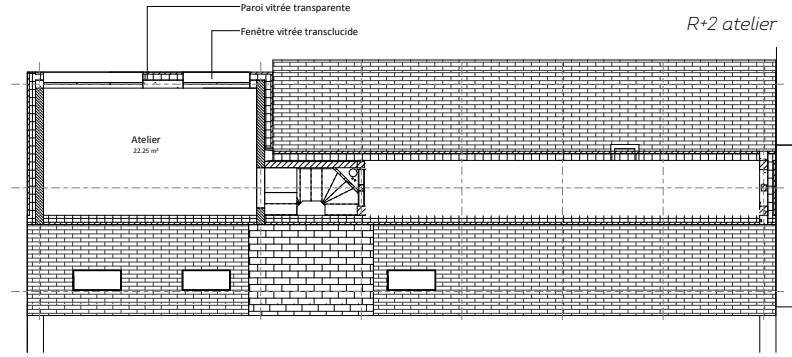 Paroi vitrée transparente
R+2 atelier
Fenêtre vitrée transclucide
Atelier
22.25 m²